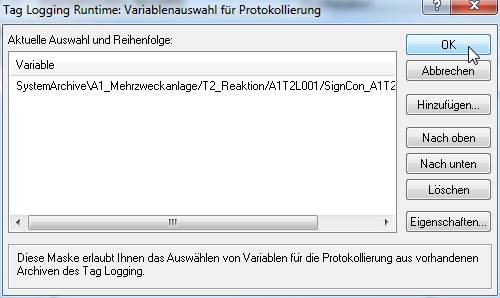 Tag Logging Runtime: Variablenauswahl für Protokollierung
Aktuelle Auswahl und Reihenfolge:
Variable
SystemArchive\A1_Mehrzweckanlage/T2_Reaktion/A1T2L001/SignCon_A1T2
OK
Abbrechen
Hinzufügen...
Nach oben
Nach unten
Löschen
Eigenschaften...
Diese Maske erlaubt Ihnen das Auswählen von Variablen für die Protokollierung aus vorhandenen
Archiven des Tag Logging.